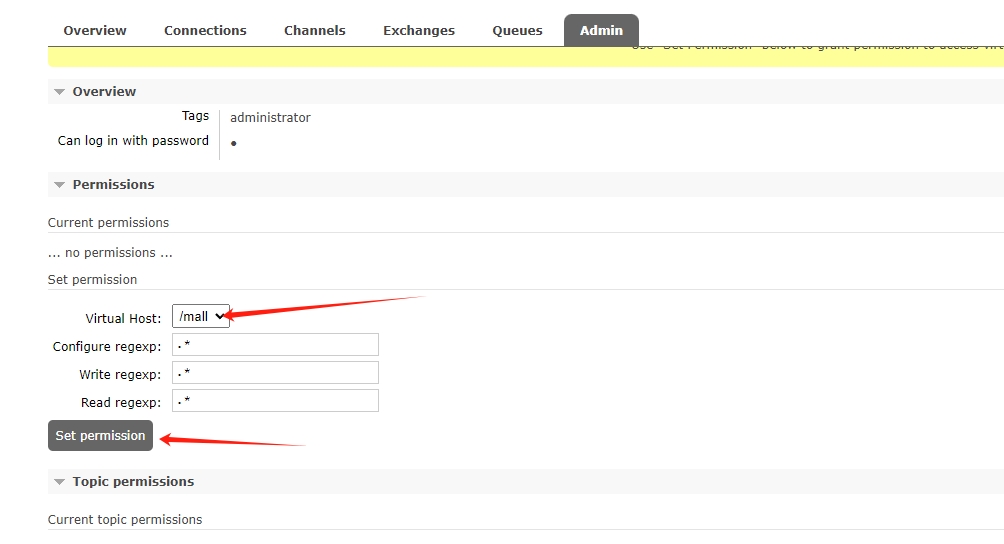 Overview Connections Channels Exchanges Queues Admin
Use "Set Permission" below to grant permission to access virt
Overview
Tags administrator
Can log in with password •
Permissions
Current permissions
... no permissions ...
Set permission
Virtual Host: /mall
Configure regexp: .*
Write regexp: .*
Read regexp: .*
Set permission
Topic permissions
Current topic permissions